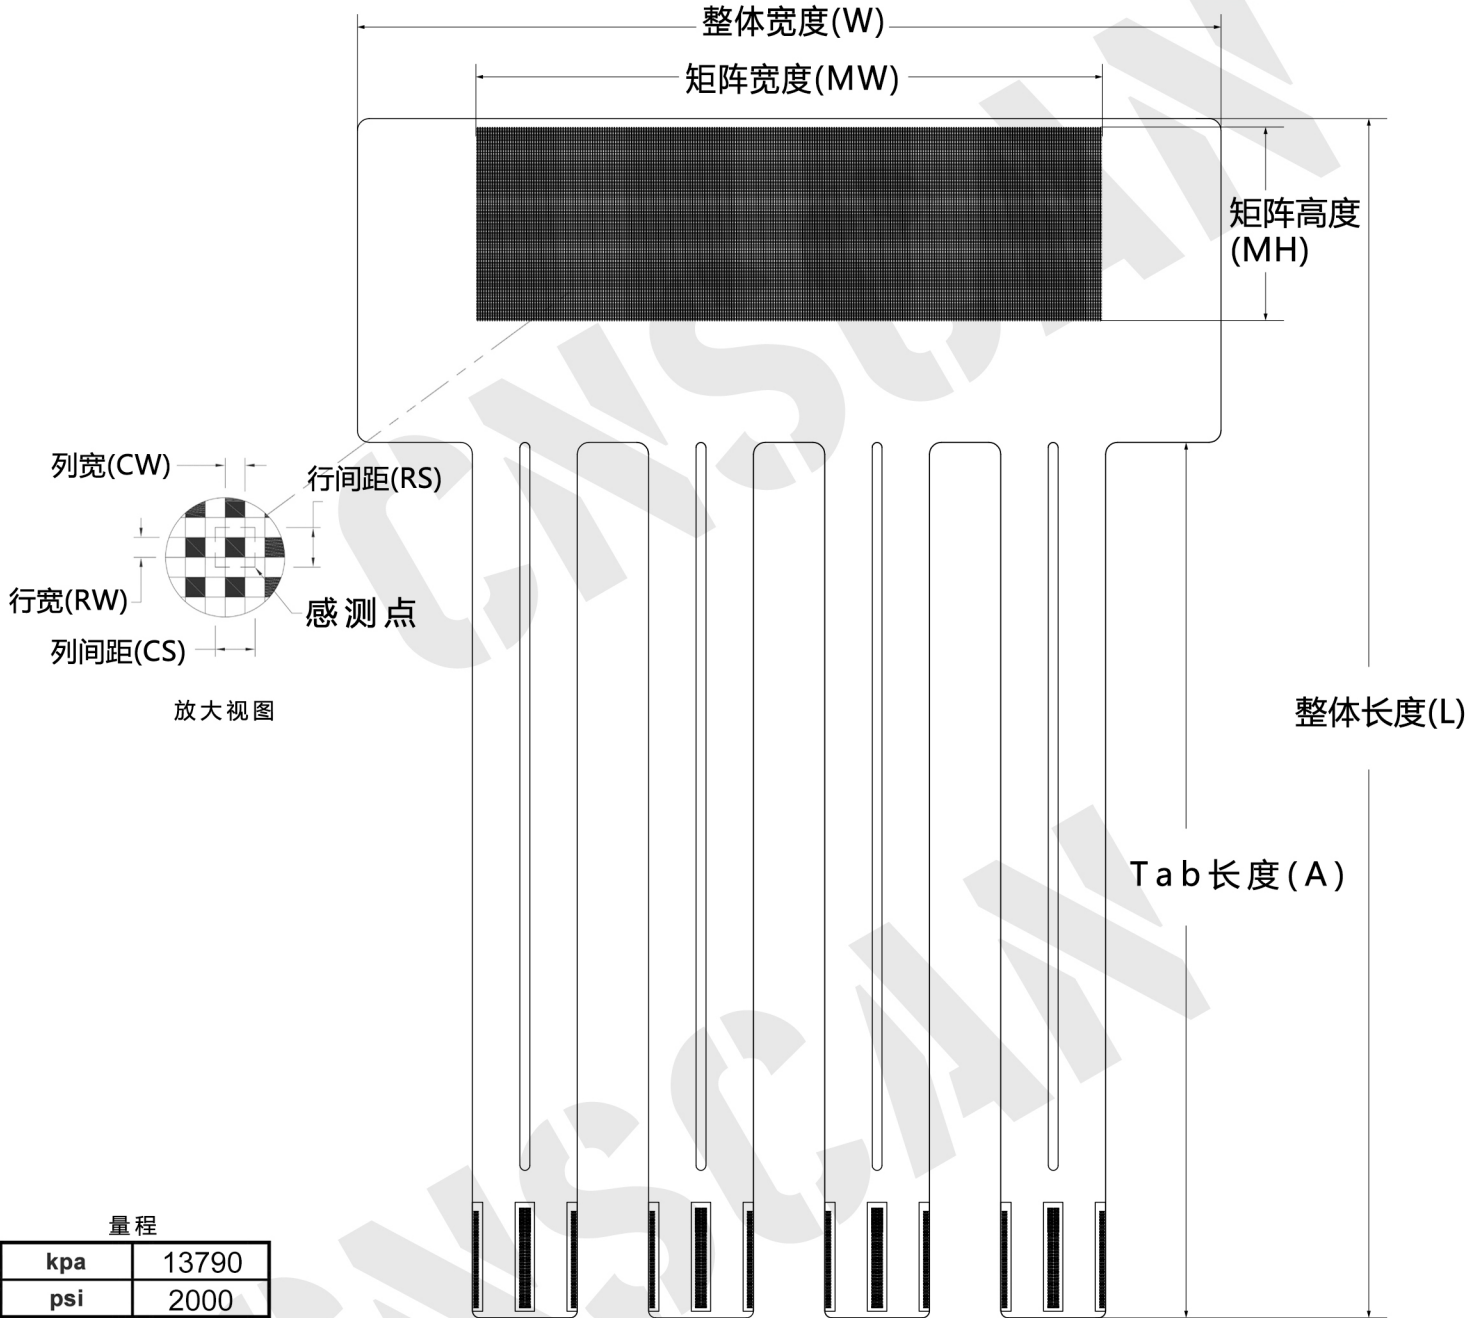 整体宽度(W)
矩阵宽度(MW)
矩阵高度
(MH)
列宽(CW)
行间距(RS)
行宽(RW)
感测点
列间距(CS)
放大视图
整体长度(L)
Tab长度(A)
量程
kpa 13790
psi 2000
CNSCAN
CNSCAN